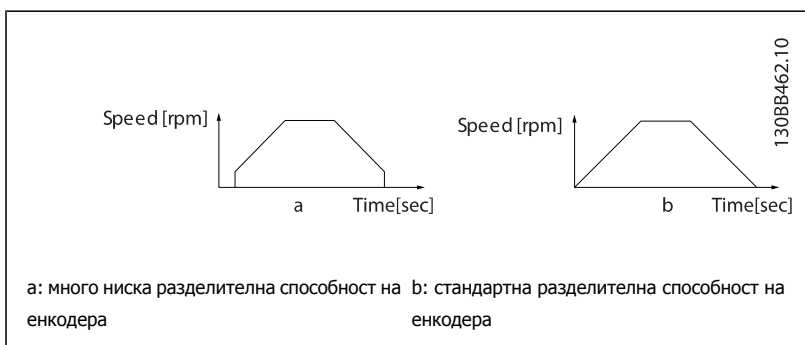 130BB462.10
Speed [rpm]
a
Time[sec]
Speed [rpm]
b
Time[sec]
a: много ниска разделителна способност на
енкодера
b: стандартна разделителна способност на
енкодера